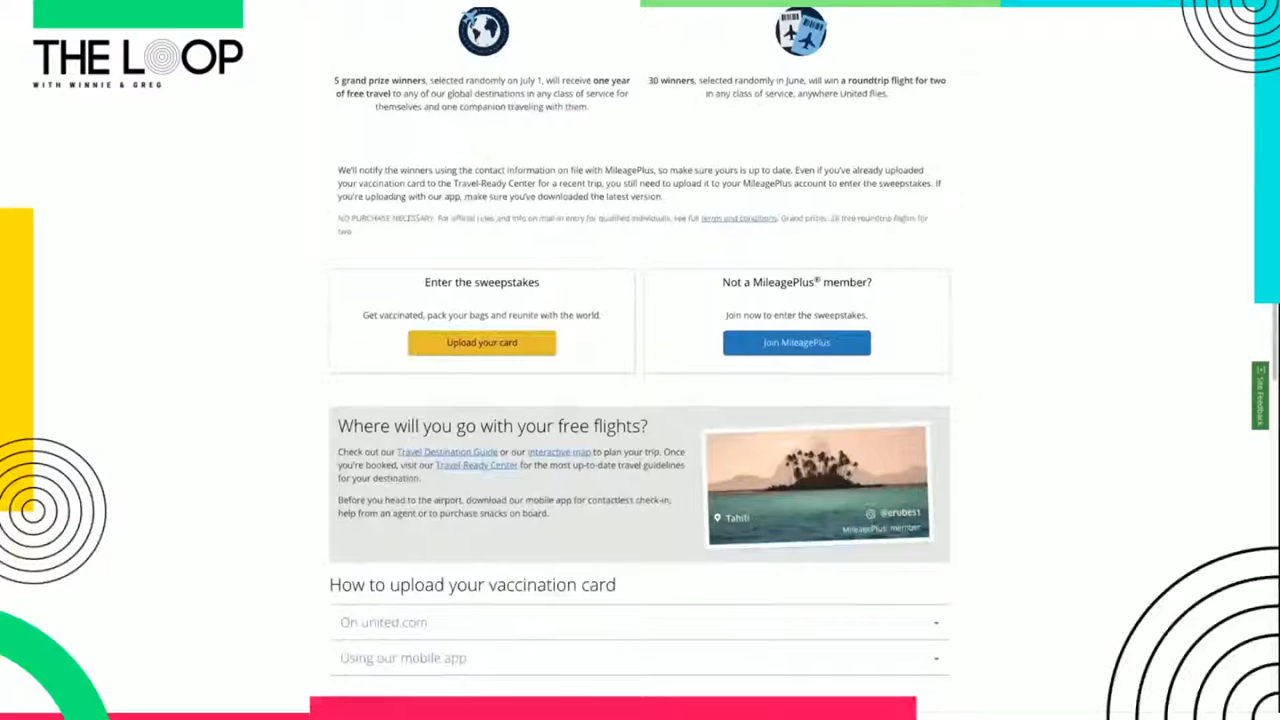 THE LOOP
WITH WINNIE & GREG
5 grand prize winners, selected randomly on July 1, will receive one year
of free travel to any of our global destinations in any class of service for
themselves and one companion traveling with them.
30 winners, selected randomly in June, will win a roundtrip flight for two
in any class of service, anywhere United flies.
We'll notify the winners using the contact information on file with MileagePlus, so make sure yours is up to date. Even if you've already uploaded
your vaccination card to the Travel-Ready Center for a recent trip, you still need to upload it to your MileagePlus account to enter the sweepstakes. If
you're uploading with our app, make sure you've downloaded the latest version.
NO PURCHASE NECESSARY. For official rules and info on mail-in entry for qualified individuals, see full terms and conditions. Grand prizes: 26 free roundtrip flights for
two
Enter the sweepstakes
Get vaccinated, pack your bags and reunite with the world.
Upload your card
Not a MileagePlus® member?
Join now to enter the sweepstakes.
Join MileagePlus
Where will you go with your free flights?
Check out our Travel Destination Guide or our interactive map to plan your trip. Once
you're booked, visit our Travel-Ready Center for the most up-to-date travel guidelines
for your destination.
Before you head to the airport, download our mobile app for contactless check-in,
help from an agent or to purchase snacks on board.
Tahiti
@erubes1
MileagePlus member
Site Feedback
How to upload your vaccination card
On united.com
Using our mobile app